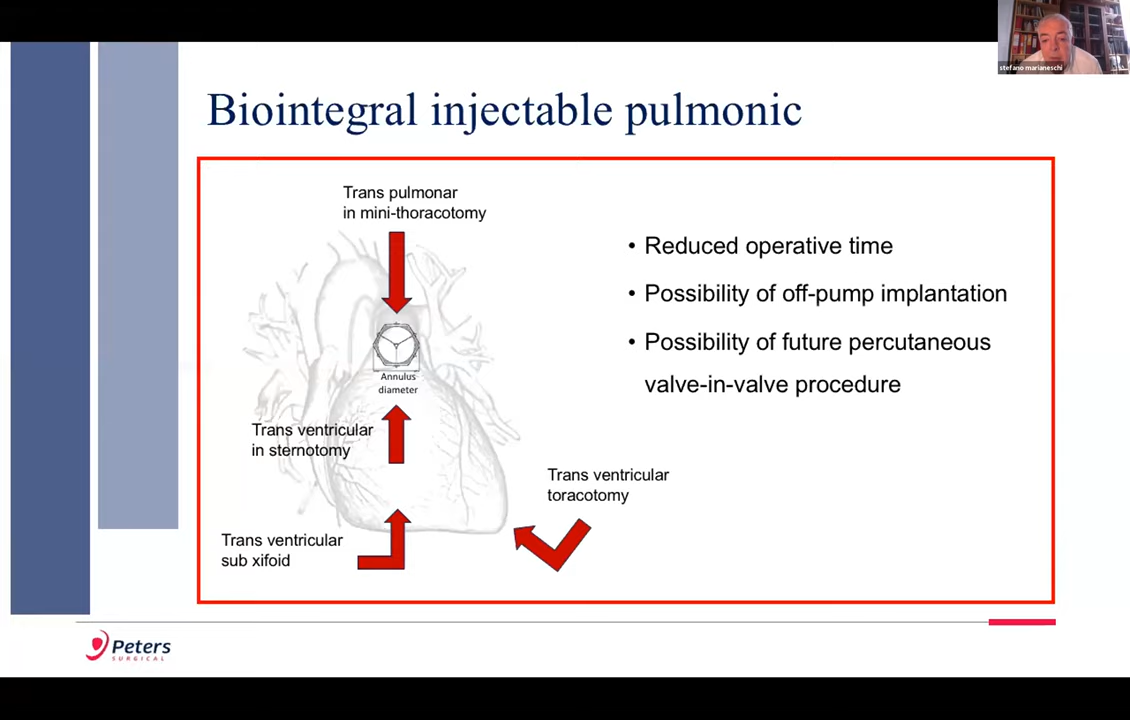 stefano marianeschi
Biointegral injectable pulmonic
Trans pulmonar
in mini-thoracotomy
Annulus
diameter
Trans ventricular
in sternotomy
Trans ventricular
toracotomy
Trans ventricular
sub xifoid
• Reduced operative time
• Possibility of off-pump implantation
• Possibility of future percutaneous
valve-in-valve procedure
Peters
SURGICAL